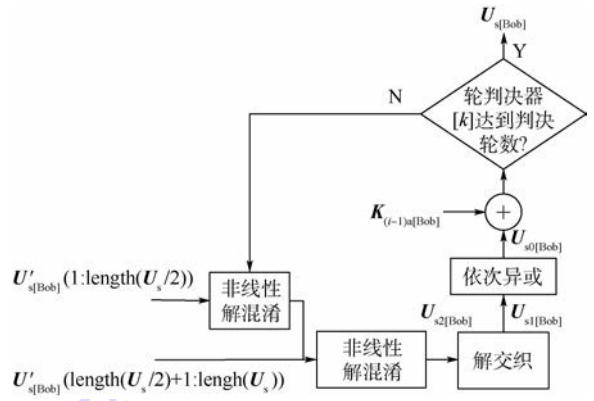 U_s[Bob]
Y
N
轮判决器
[k]达到判决
轮数?
K_(i−1)a[Bob]
+
U_s0[Bob]
依次异或
U′_s[Bob](1:length(U_s/2))
非线性
解混淆
U_s2[Bob]
U_s1[Bob]
非线性
解混淆
解交织
U′_s[Bob](length(U_s/2)+1:lengh(U_s))